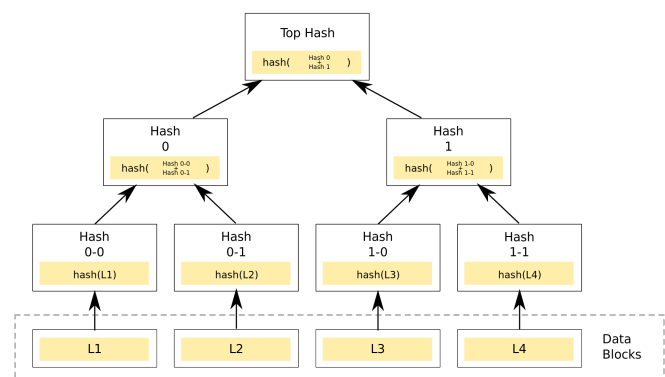 Top Hash
hash( Hash 0 + Hash 1 )
Hash
0
hash( Hash 0-0 + Hash 0-1 )
Hash
1
hash( Hash 1-0 + Hash 1-1 )
Hash
0-0
hash(L1)
Hash
0-1
hash(L2)
Hash
1-0
hash(L3)
Hash
1-1
hash(L4)
L1
L2
L3
L4
Data
Blocks